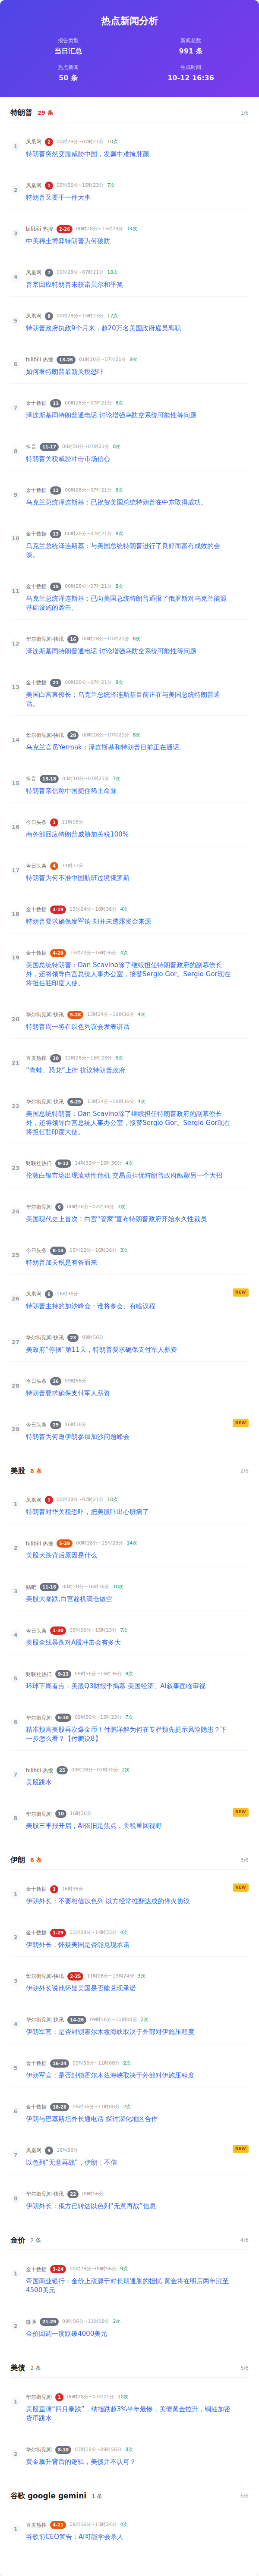 热点新闻分析
报告类型
当日汇总
新闻总数
991 条
热点新闻
50 条
生成时间
10-12 16:36
特朗普 29 条 1/6
1
凤凰网 2 00时28分~07时21分 10次
特朗普突然变脸威胁中国，发飙中难掩肝颤
2
凤凰网 1 09时56分~15时23分 7次
特朗普又要干一件大事
3
bilibili 热搜 2-26 00时28分~13时24分 14次
中美稀土博弈特朗普为何破防
4
凤凰网 7 00时28分~07时21分 10次
普京回应特朗普未获诺贝尔和平奖
5
凤凰网 8 00时28分~15时23分 17次
特朗普政府执政9个月来，超20万名美国政府雇员离职
6
bilibili 热搜 13-26 01时20分~07时21分 9次
如何看特朗普最新关税恐吓
7
金十数据 11 00时28分~07时21分 8次
泽连斯基同特朗普通电话 讨论增强乌防空系统可能性等问题
8
抖音 11-17 00时28分~07时21分 8次
特朗普关税威胁冲击市场信心
9
金十数据 12 00时28分~07时21分 8次
乌克兰总统泽连斯基：已祝贺美国总统特朗普在中东取得成功。
10
金十数据 13 00时28分~07时21分 8次
乌克兰总统泽连斯基：与美国总统特朗普进行了良好而富有成效的会
谈。
11
金十数据 15 00时28分~07时21分 8次
乌克兰总统泽连斯基：已向美国总统特朗普通报了俄罗斯对乌克兰能源
基础设施的袭击。
12
华尔街见闻-快讯 16 00时28分~07时21分 8次
泽连斯基同特朗普通电话 讨论增强乌防空系统可能性等问题
13
金十数据 21 00时28分~07时21分 8次
美国白宫幕僚长：乌克兰总统泽连斯基目前正在与美国总统特朗普通
话。
14
华尔街见闻-快讯 28 00时28分~07时21分 8次
乌克兰官员Yermak：泽连斯基和特朗普目前正在通话。
15
抖音 13-18 02时18分~07时21分 7次
特朗普亲信称中国扼住稀土命脉
16
今日头条 1 11时08分
商务部回应特朗普威胁加关税100%
17
今日头条 4 14时33分
特朗普为何不准中国航班过境俄罗斯
18
金十数据 3-19 13时24分~16时36分 4次
特朗普要求确保发军饷 却并未透露资金来源
19
金十数据 4-20 13时24分~16时36分 4次
美国总统特朗普：Dan Scavino除了继续担任特朗普政府的副幕僚长
外，还将领导白宫总统人事办公室，接替Sergio Gor。Sergio Gor现在
将担任驻印度大使。
20
华尔街见闻-快讯 5-28 13时24分~16时36分 4次
特朗普周一将在以色列议会发表讲话
21
百度热搜 30 12时28分~15时23分 5次
“青蛙、恐龙”上街 抗议特朗普政府
22
华尔街见闻-快讯 6-29 13时24分~16时36分 4次
美国总统特朗普：Dan Scavino除了继续担任特朗普政府的副幕僚长
外，还将领导白宫总统人事办公室，接替Sergio Gor。Sergio Gor现在
将担任驻印度大使。
23
财联社热门 9-12 14时33分~16时36分 4次
伦敦白银市场出现流动性危机 交易员担忧特朗普政府酝酿另一个大招
24
华尔街见闻 6 00时28分~02时30分 3次
美国现代史上首次！白宫“管家”宣布特朗普政府开始永久性裁员
25
今日头条 8-14 15时22分~16时36分 3次
特朗普加关税是有备而来
26
凤凰网 6 16时36分 NEW
特朗普主持的加沙峰会：谁将参会、有啥议程
27
华尔街见闻-快讯 23 09时56分
美政府“停摆”第11天，特朗普要求确保支付军人薪资
28
今日头条 26 09时56分
特朗普要求确保支付军人薪资
29
今日头条 29 16时36分 NEW
特朗普为何邀伊朗参加加沙问题峰会
美股 8 条 2/6
1
凤凰网 1 00时28分~07时21分 10次
特朗普对华关税恐吓，把美股吓出心脏病了
2
bilibili 热搜 5-29 00时28分~15时23分 14次
美股大跌背后原因是什么
3
贴吧 11-16 00时28分~16时36分 18次
美股大暴跌,白宫趁机满仓做空
4
今日头条 1-30 09时56分~15时23分 7次
美股全线暴跌对A股冲击会有多大
5
财联社热门 9-13 09时56分~16时36分 8次
环球下周看点：美股Q3财报季揭幕 美国经济、AI叙事面临审视
6
华尔街见闻 6-10 09时56分~15时23分 7次
精准预言美股再次爆金币！付鹏详解为何在专栏预先提示风险隐患？下
一步怎么看？【付鹏说8】
7
bilibili 热搜 25 00时28分~02时30分 2次
美股跳水
8
华尔街见闻 10 16时36分 NEW
美股三季报开启，AI依旧是焦点，关税重回视野
伊朗 8 条 3/6
1
金十数据 3 16时36分 NEW
伊朗外长：不要相信以色列 以方经常推翻达成的停火协议
2
金十数据 1-29 11时08分~14时33分 4次
伊朗外长：怀疑美国是否能兑现承诺
3
华尔街见闻-快讯 2-25 11时08分~13时24分 3次
伊朗外长说他怀疑美国是否能兑现承诺
4
华尔街见闻-快讯 14-26 09时56分~11时08分 2次
伊朗军官：是否封锁霍尔木兹海峡取决于外部对伊施压程度
5
金十数据 16-24 09时56分~11时08分 2次
伊朗军官：是否封锁霍尔木兹海峡取决于外部对伊施压程度
6
金十数据 18-26 09时56分~11时08分 2次
伊朗与巴基斯坦外长通电话 探讨深化地区合作
7
凤凰网 9 16时36分 NEW
以色列“无意再战”，伊朗：不信
8
华尔街见闻-快讯 22 09时56分
伊朗外长：俄方已转达以色列“无意再战”信息
金价 2 条 4/6
1
金十数据 3-24 00时28分~09时56分 9次
帝国商业银行：金价上涨源于对长期通胀的担忧 黄金将在明后两年涨至
4500美元
2
微博 21-29 09时56分~11时08分 2次
金价回调一度跌破4000美元
美债 2 条 5/6
1
华尔街见闻 1 00时28分~07时21分 10次
美股重演“四月暴跌”，纳指跌超3%半年最惨，美债黄金拉升，铜油加密
货币跳水
2
华尔街见闻 8-10 02时18分~09时56分 8次
黄金飙升背后的逻辑，美债并不认可？
谷歌 google gemini 1 条 6/6
1
百度热搜 4-21 09时56分~13时24分 4次
谷歌前CEO警告：AI可能学会杀人